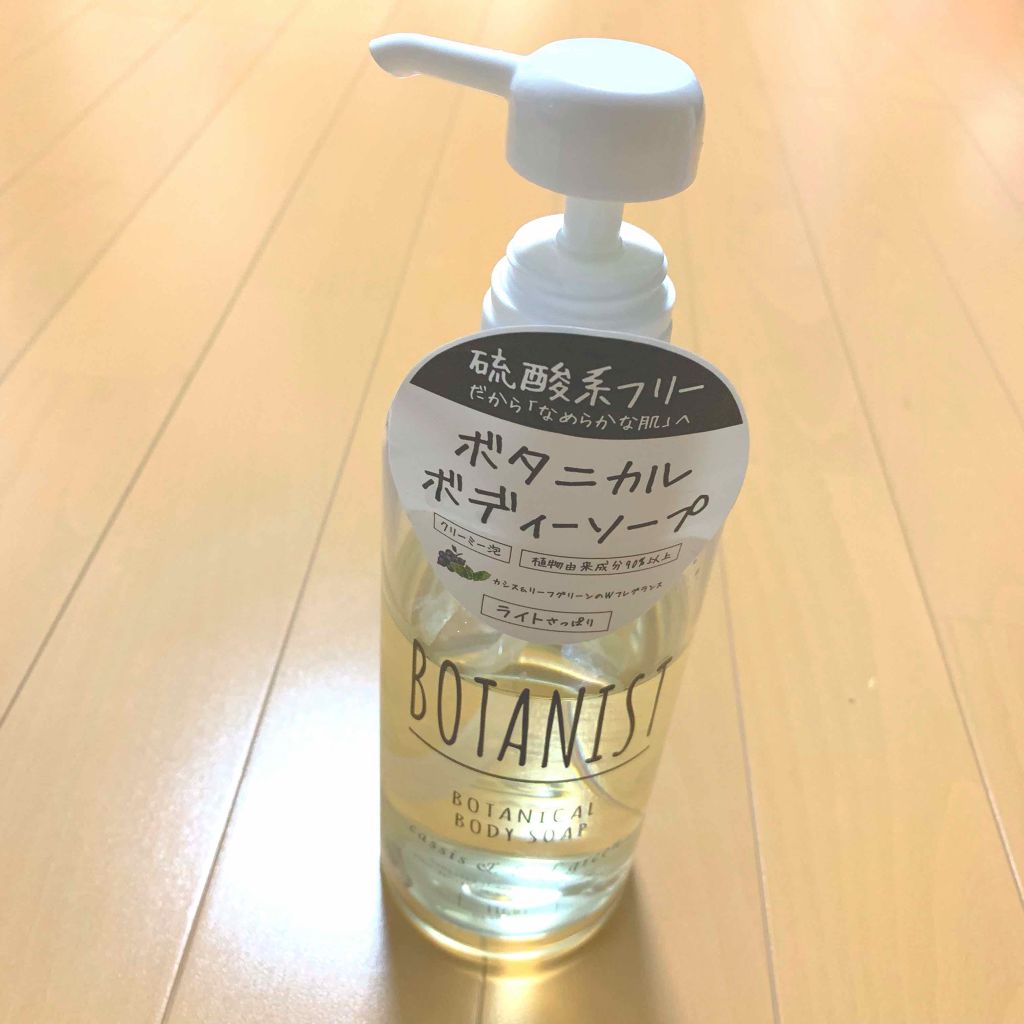 硫酸系フリー
だから「なめらかな肌」へ
ボタニカル
ボディーソープ
クリーミー泡
植物由来成分90%以上
カシス&リーフグリーンのWフレグランス
ライトさっぱり
BOTANIST
BOTANICAL
BODY SOAP
cassis & green